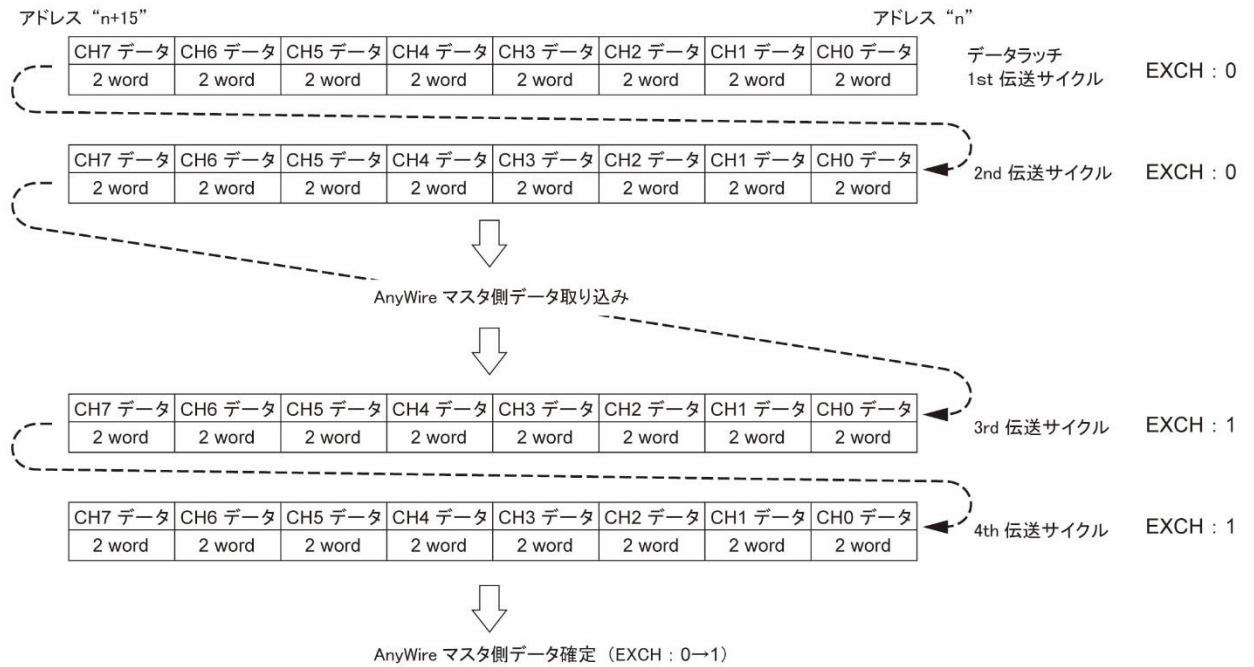 アドレス “n+15” アドレス “n”
CH7 データ CH6 データ CH5 データ CH4 データ CH3 データ CH2 データ CH1 データ CH0 データ
2 word 2 word 2 word 2 word 2 word 2 word 2 word 2 word
データラッチ
1st 伝送サイクル EXCH : 0
CH7 データ CH6 データ CH5 データ CH4 データ CH3 データ CH2 データ CH1 データ CH0 データ
2 word 2 word 2 word 2 word 2 word 2 word 2 word 2 word
2nd 伝送サイクル EXCH : 0
AnyWire マスタ側データ取り込み
CH7 データ CH6 データ CH5 データ CH4 データ CH3 データ CH2 データ CH1 データ CH0 データ
2 word 2 word 2 word 2 word 2 word 2 word 2 word 2 word
3rd 伝送サイクル EXCH : 1
CH7 データ CH6 データ CH5 データ CH4 データ CH3 データ CH2 データ CH1 データ CH0 データ
2 word 2 word 2 word 2 word 2 word 2 word 2 word 2 word
4th 伝送サイクル EXCH : 1
AnyWire マスタ側データ確定（EXCH : 0→1）